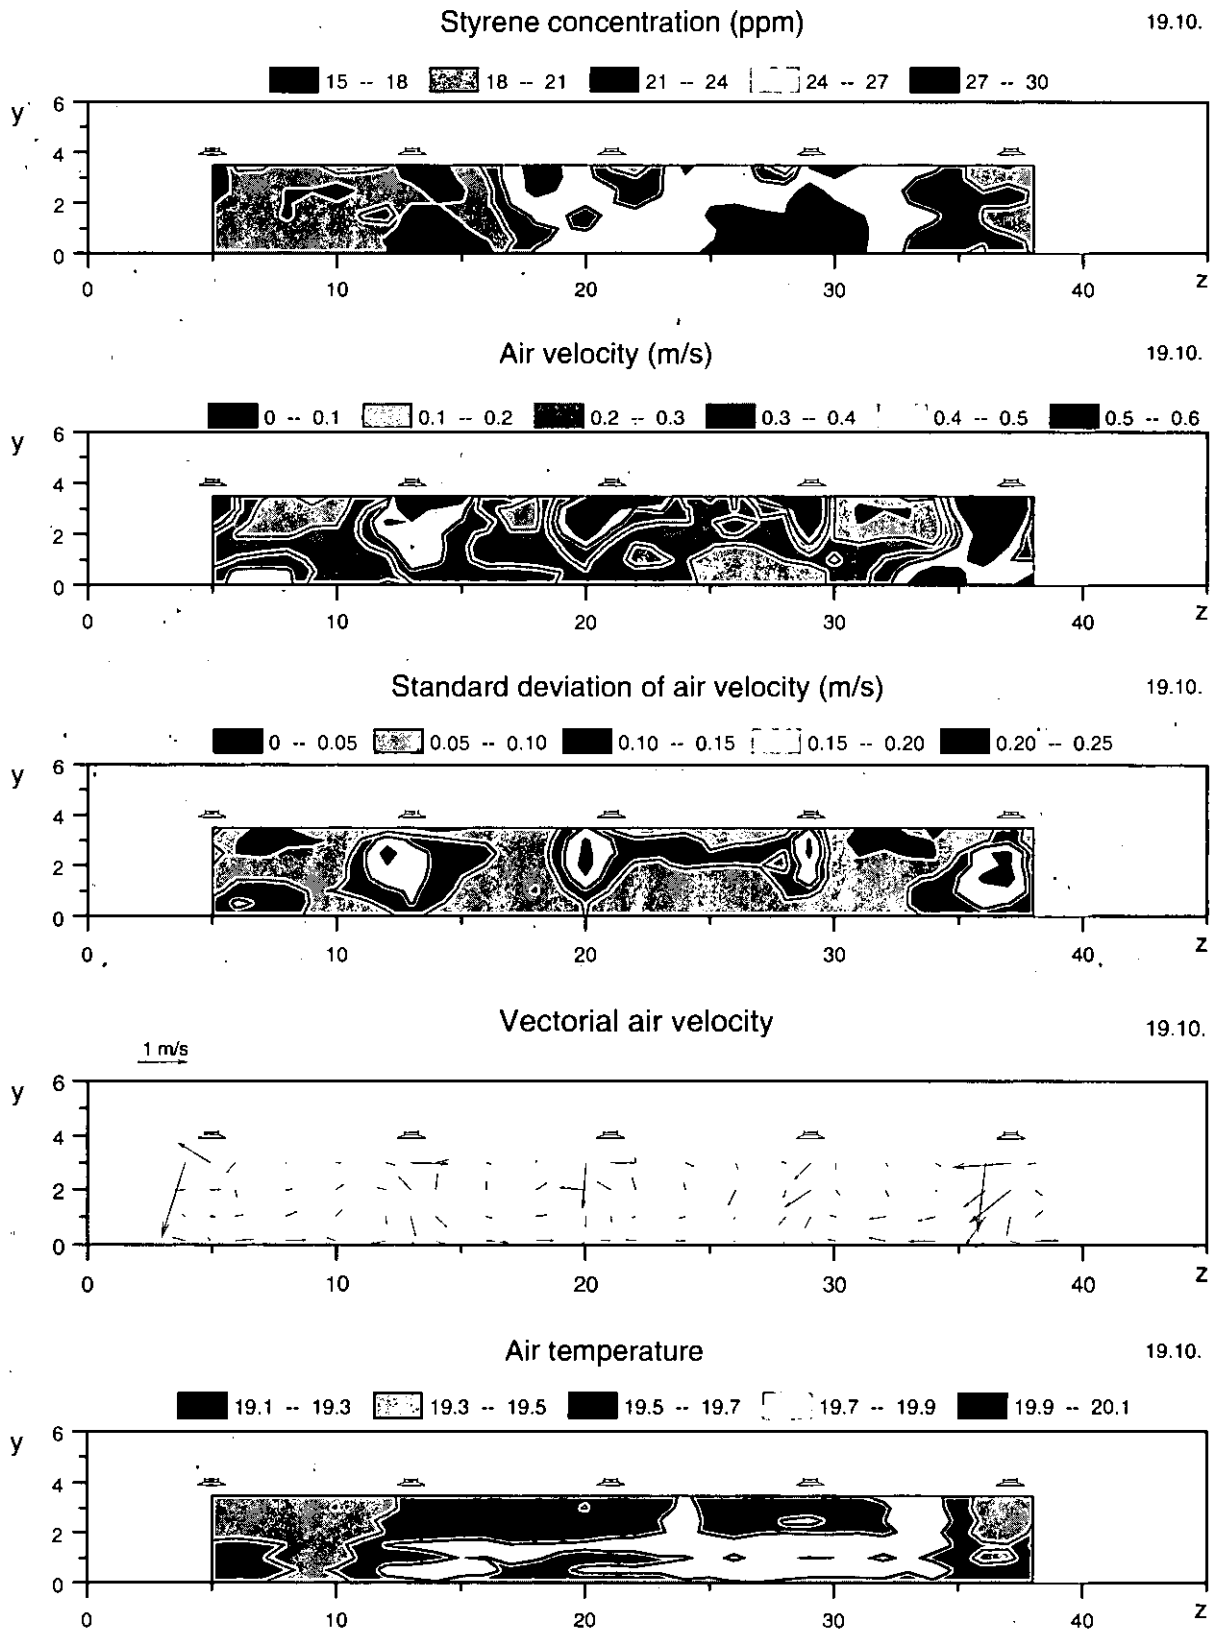 Styrene concentration (ppm) 19.10.
15 -- 18 18 -- 21 21 -- 24 24 -- 27 27 -- 30
y
6
4
2
0
0 10 20 30 40 z
Air velocity (m/s) 19.10.
0 -- 0.1 0.1 -- 0.2 0.2 -- 0.3 0.3 -- 0.4 0.4 -- 0.5 0.5 -- 0.6
y
6
4
2
0
0 10 20 30 40 z
Standard deviation of air velocity (m/s) 19.10.
0 -- 0.05 0.05 -- 0.10 0.10 -- 0.15 0.15 -- 0.20 0.20 -- 0.25
y
6
4
2
0
0 10 20 30 40 z
Vectorial air velocity 19.10.
1 m/s
y
6
4
2
0
0 10 20 30 40 z
Air temperature 19.10.
19.1 -- 19.3 19.3 -- 19.5 19.5 -- 19.7 19.7 -- 19.9 19.9 -- 20.1
y
6
4
2
0
0 10 20 30 40 z